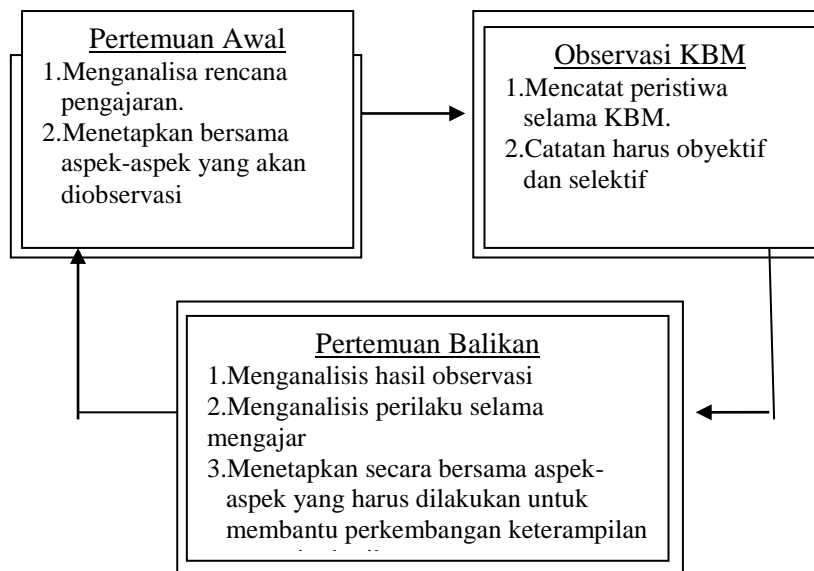 Pertemuan Awal
1.Menganalisa rencana
pengajaran.
2.Menetapkan bersama
aspek-aspek yang akan
diobservasi
Observasi KBM
1.Mencatat peristiwa
selama KBM.
2.Catatan harus obyektif
dan selektif
Pertemuan Balikan
1.Menganalisis hasil observasi
2.Menganalisis perilaku selama
mengajar
3.Menetapkan secara bersama aspek-
aspek yang harus dilakukan untuk
membantu perkembangan keterampilan